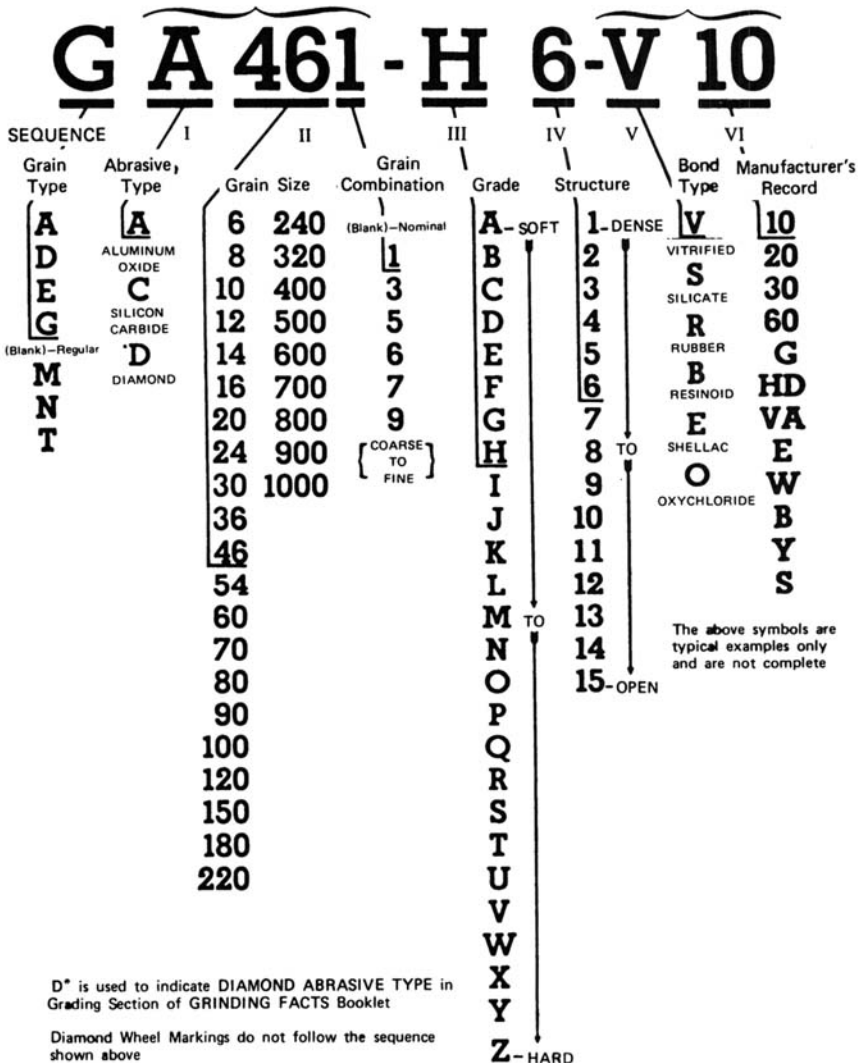 G A 461 - H 6 - V 10
SEQUENCE I II III IV V VI
Grain Type
A
D
E
G
(Blank)–Regular
M
N
T
Abrasive Type
A
ALUMINUM OXIDE
C
SILICON CARBIDE
D
DIAMOND
Grain Size
6 240
8 320
10 400
12 500
14 600
16 700
20 800
24 900
30 1000
36
46
54
60
70
80
90
100
120
150
180
220
Grain Combination
(Blank)–Nominal
1
3
5
6
7
9
COARSE
TO
FINE
Grade
A – SOFT
B
C
D
E
F
G
H
I
J
K
L
M TO
N
O
P
Q
R
S
T
U
V
W
X
Y
Z – HARD
Structure
1 – DENSE
2
3
4
5
6
7
8 TO
9
10
11
12
13
14
15 – OPEN
Bond Type
V
VITRIFIED
S
SILICATE
R
RUBBER
B
RESINOID
E
SHELLAC
O
OXYCHLORIDE
Manufacturer's Record
10
20
30
60
G
HD
VA
E
W
B
Y
S
The above symbols are
typical examples only
and are not complete
D* is used to indicate DIAMOND ABRASIVE TYPE in
Grading Section of GRINDING FACTS Booklet
Diamond Wheel Markings do not follow the sequence
shown above